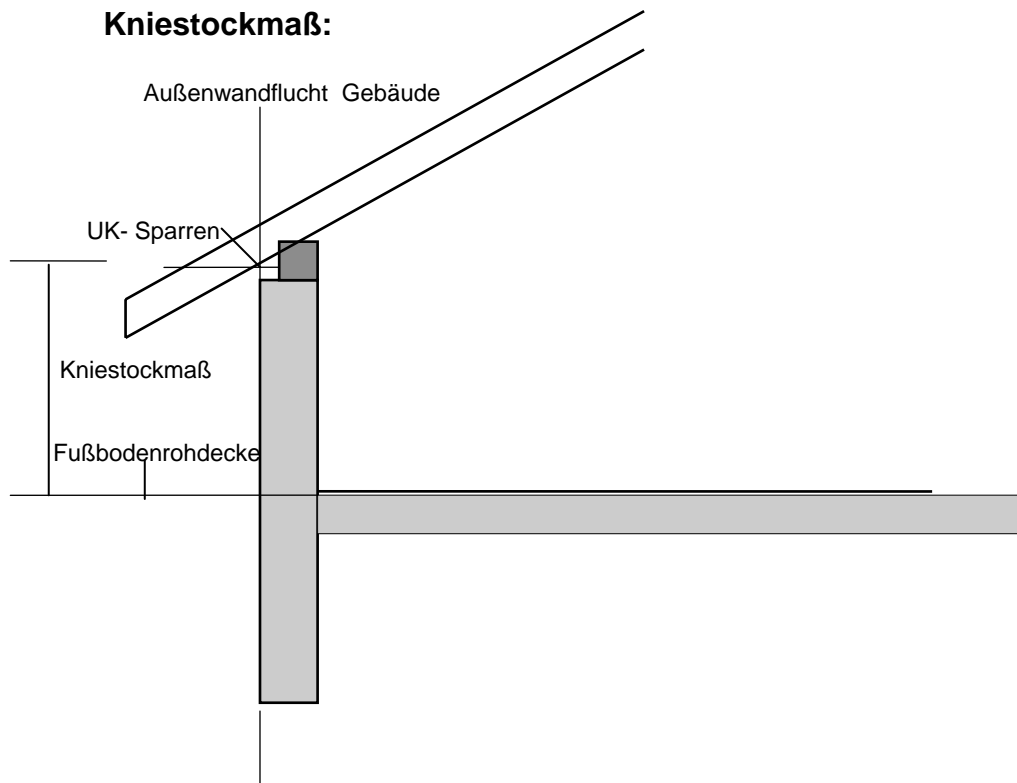 Kniestockmaß:
Außenwandflucht Gebäude
UK- Sparren
Kniestockmaß
Fußbodenrohdecke